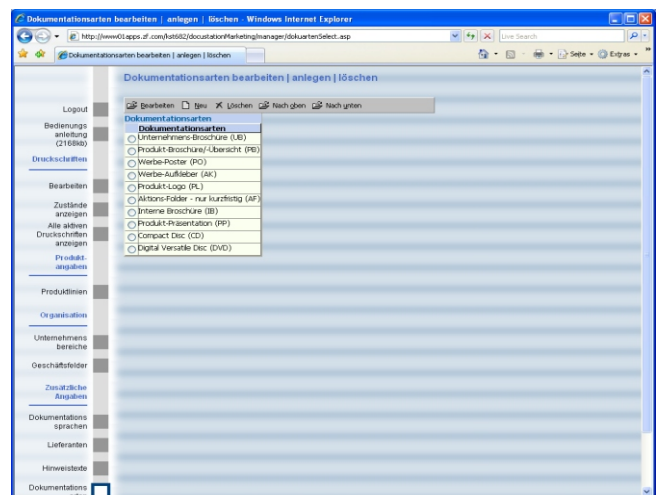 Dokumentationsarten bearbeiten | anlegen | löschen - Windows Internet Explorer
http://www01apps.zf.com/kst682/docustationMarketing/manager/dokuartenSelect.asp
Live Search
Dokumentationsarten bearbeiten | anlegen | löschen
Seite
Extras
Dokumentationsarten bearbeiten | anlegen | löschen
Bearbeiten Neu Löschen Nach oben Nach unten
Dokumentationsarten
Dokumentationsarten
Unternehmens-Broschüre (UB)
Produkt-Broschüre/-Übersicht (PB)
Werbe-Poster (PO)
Werbe-Aufkleber (AK)
Produkt-Logo (PL)
Aktions-Folder - nur kurzfristig (AF)
Interne Broschüre (IB)
Produkt-Präsentation (PP)
Compact Disc (CD)
Digital Versatile Disc (DVD)
Logout
Bedienungs
anleitung
(2168kb)
Druckschriften
Bearbeiten
Zustände
anzeigen
Alle aktiven
Druckschriften
anzeigen
Produkt-
angaben
Produktlinien
Organisation
Unternehmens
bereiche
Geschäftsfelder
Zusätzliche
Angaben
Dokumentations
sprachen
Lieferanten
Hinweistexte
Dokumentations